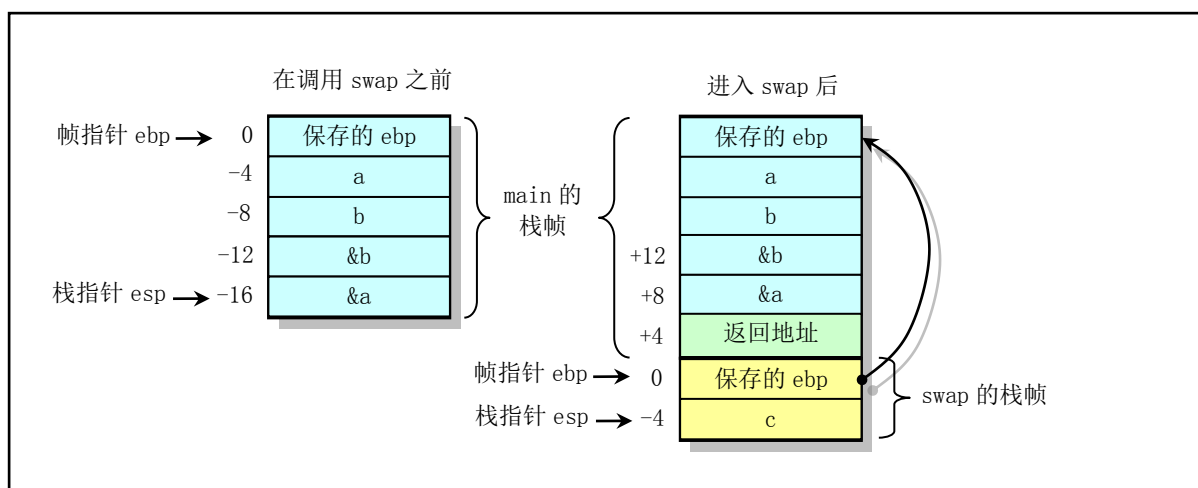 在调用 swap 之前
帧指针 ebp
0
保存的 ebp
-4
a
-8
b
-12
&b
栈指针 esp
-16
&a
main 的
栈帧
进入 swap 后
保存的 ebp
a
b
+12
&b
+8
&a
+4
返回地址
帧指针 ebp
0
保存的 ebp
栈指针 esp
-4
c
swap 的栈帧